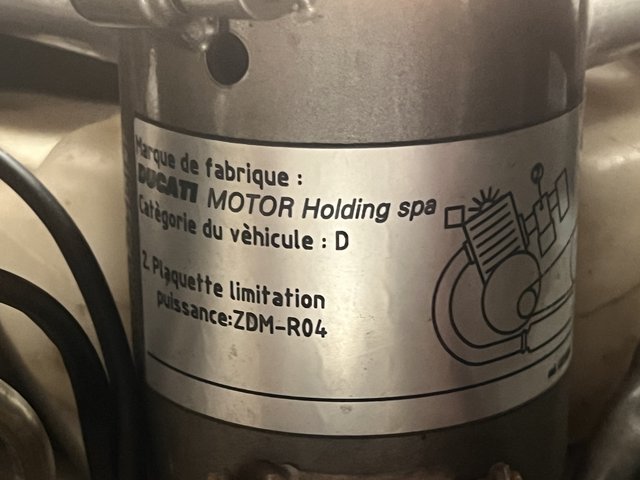 Marque de fabrique :
DUCATI MOTOR Holding spa
Catègorie du vèhicule : D
2. Plaquette limitation
puissance:ZDM-R04